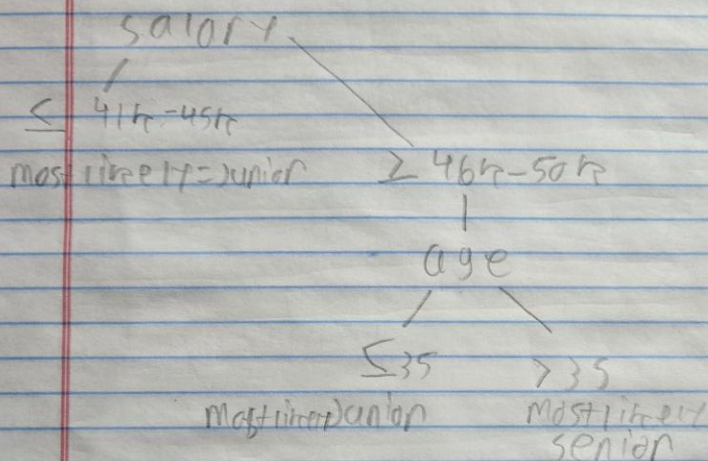 salary
≤ 41k-45k
most likely = junior
≥ 46k-50k
age
≤35
>35
most likely junior
most likely
senior